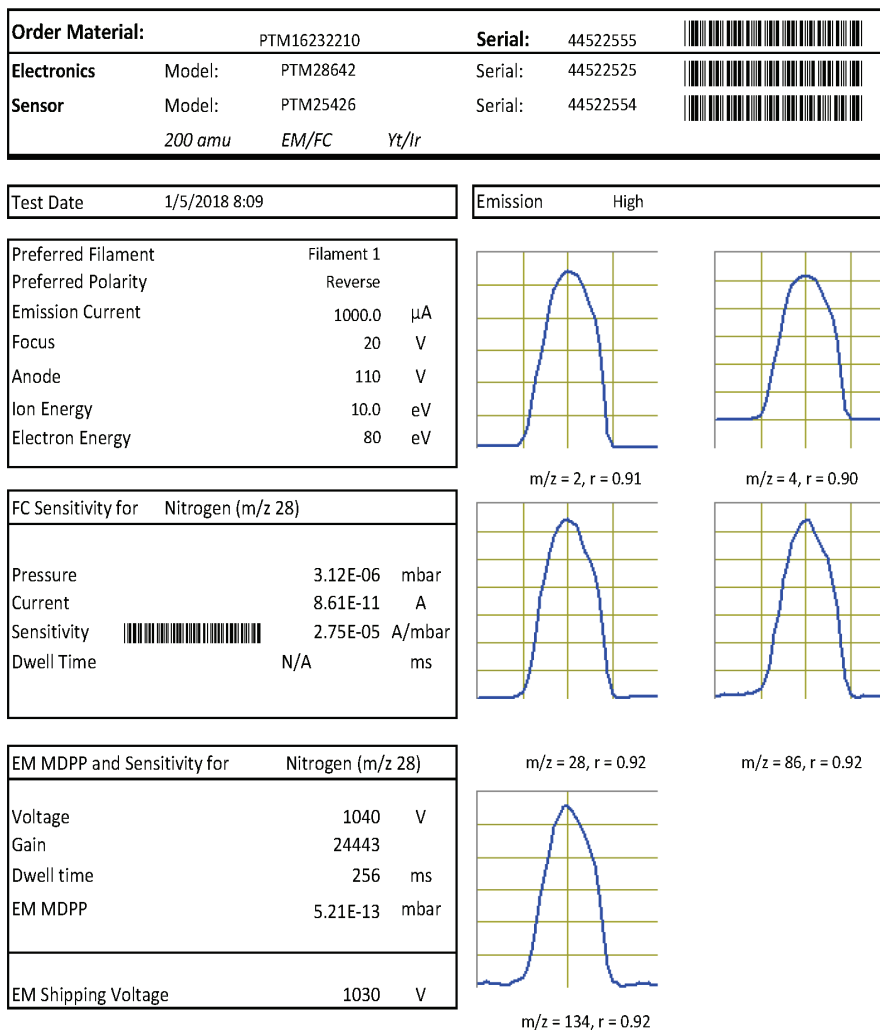 Order Material: PTM16232210 Serial: 44522555
Electronics Model: PTM28642 Serial: 44522525
Sensor Model: PTM25426 Serial: 44522554
200 amu EM/FC Yt/Ir
Test Date 1/5/2018 8:09
Emission High
Preferred Filament Filament 1
Preferred Polarity Reverse
Emission Current 1000.0 µA
Focus 20 V
Anode 110 V
Ion Energy 10.0 eV
Electron Energy 80 eV
m/z = 2, r = 0.91
m/z = 4, r = 0.90
FC Sensitivity for Nitrogen (m/z 28)
Pressure 3.12E-06 mbar
Current 8.61E-11 A
Sensitivity 2.75E-05 A/mbar
Dwell Time N/A ms
m/z = 28, r = 0.92
m/z = 86, r = 0.92
EM MDPP and Sensitivity for Nitrogen (m/z 28)
Voltage 1040 V
Gain 24443
Dwell time 256 ms
EM MDPP 5.21E-13 mbar
EM Shipping Voltage 1030 V
m/z = 134, r = 0.92